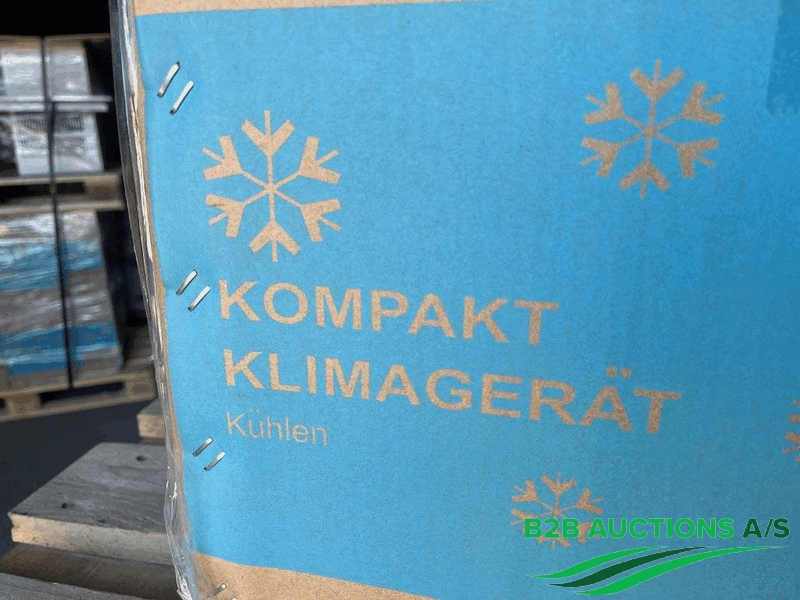 KOMPAKT
KLIMAGERÄT
Kühlen
B2B AUCTIONS A/S